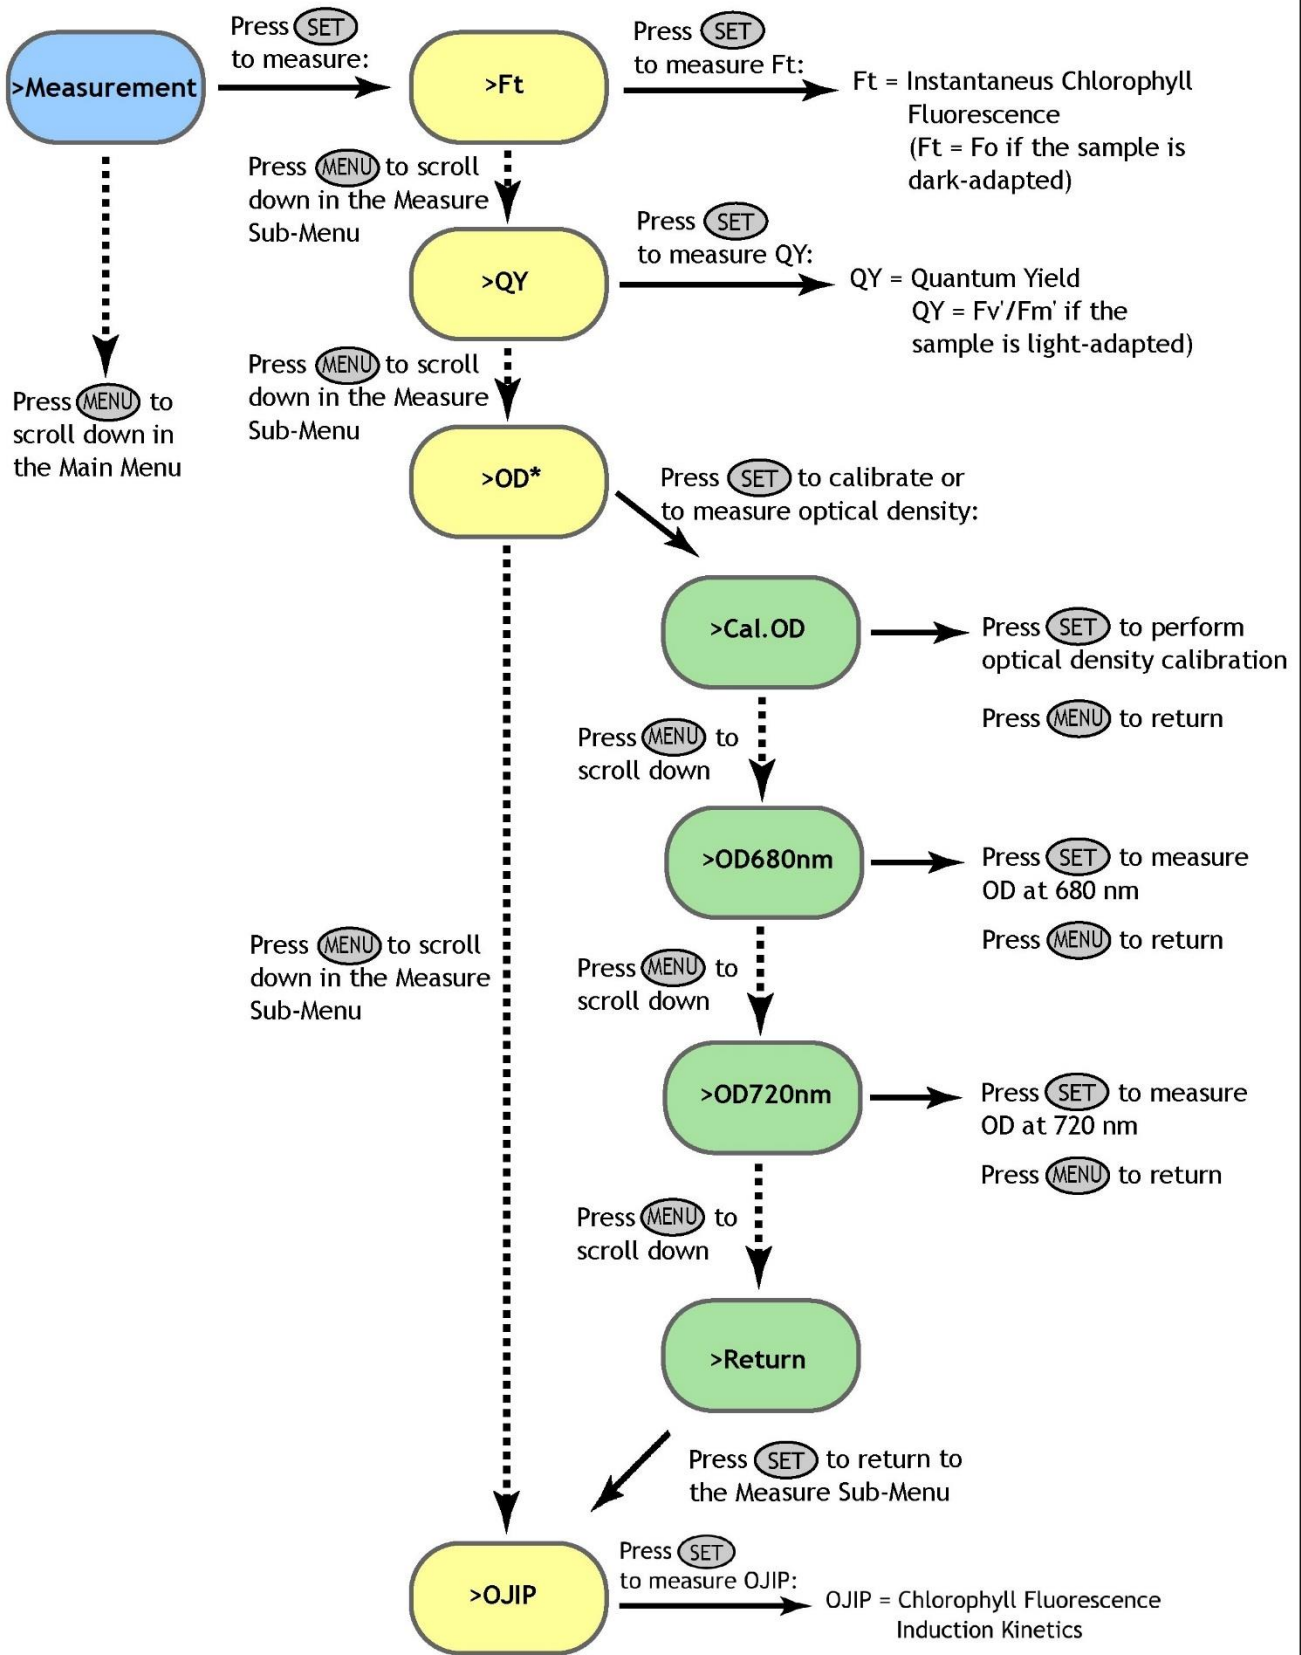 >Measurement
Press SET
to measure:
>Ft
Press SET
to measure Ft:
Ft = Instantaneus Chlorophyll
Fluorescence
(Ft = Fo if the sample is
dark-adapted)
Press MENU to
scroll down in
the Main Menu
Press MENU to scroll
down in the Measure
Sub-Menu
>QY
Press SET
to measure QY:
QY = Quantum Yield
QY = Fv'/Fm' if the
sample is light-adapted)
Press MENU to scroll
down in the Measure
Sub-Menu
>OD*
Press SET to calibrate or
to measure optical density:
>Cal.OD
Press SET to perform
optical density calibration
Press MENU to return
Press MENU to
scroll down
>OD680nm
Press SET to measure
OD at 680 nm
Press MENU to return
Press MENU to scroll
down in the Measure
Sub-Menu
Press MENU to
scroll down
>OD720nm
Press SET to measure
OD at 720 nm
Press MENU to return
Press MENU to
scroll down
>Return
Press SET to return to
the Measure Sub-Menu
>OJIP
Press SET
to measure OJIP:
OJIP = Chlorophyll Fluorescence
Induction Kinetics